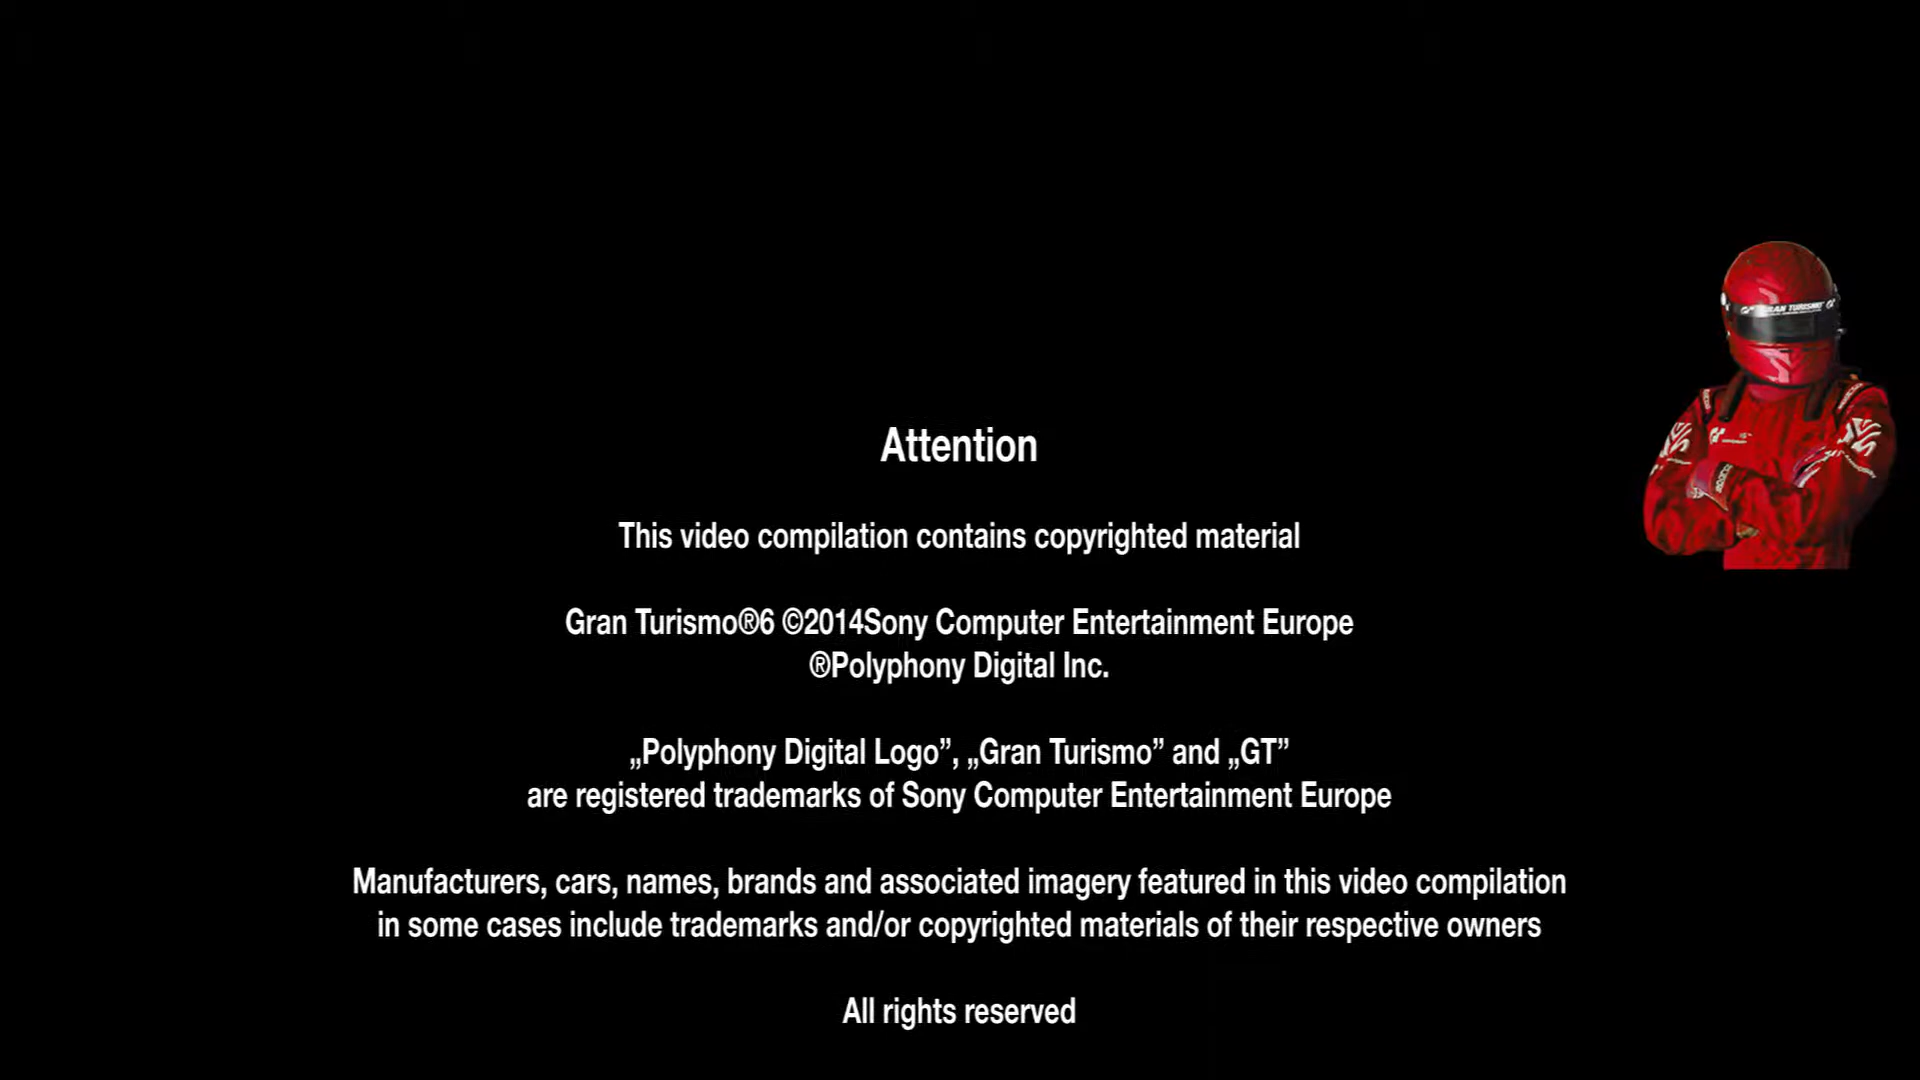 GRAN TURISMO
Attention
This video compilation contains copyrighted material
Gran Turismo®6 ©2014Sony Computer Entertainment Europe
®Polyphony Digital Inc.
„Polyphony Digital Logo”, „Gran Turismo” and „GT”
are registered trademarks of Sony Computer Entertainment Europe
Manufacturers, cars, names, brands and associated imagery featured in this video compilation
in some cases include trademarks and/or copyrighted materials of their respective owners
All rights reserved